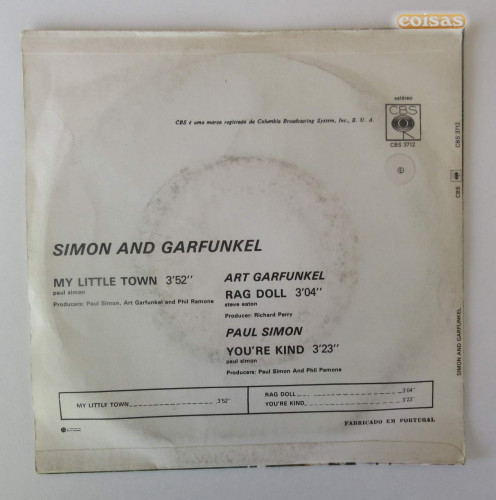 coisas
CBS é uma marca registrada da Columbia Broadcasting System, Inc., E. U. A.
estéreo
CBS
CBS 3712
SIMON AND GARFUNKEL
MY LITTLE TOWN 3'52''
paul simon
Producers: Paul Simon, Art Garfunkel and Phil Ramone
ART GARFUNKEL
RAG DOLL 3'04''
steve eaton
Producer: Richard Perry
PAUL SIMON
YOU'RE KIND 3'23''
paul simon
Producers: Paul Simon And Phil Ramone
MY LITTLE TOWN 3'52''
RAG DOLL 3'04''
YOU'RE KIND 3'23''
FABRICADO EM PORTUGAL
CBS 3712
CBS
SIMON AND GARFUNKEL